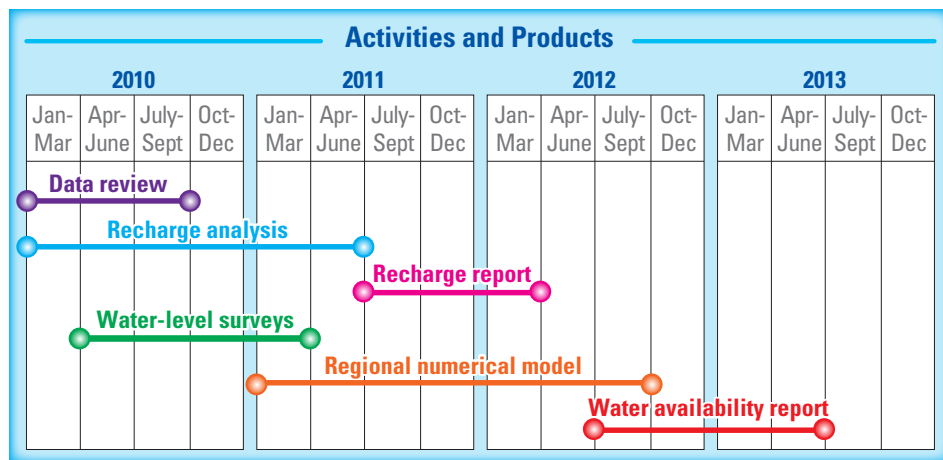 Activities and Products
2010 2011 2012 2013
Jan- Apr- July- Oct- Jan- Apr- July- Oct- Jan- Apr- July- Oct- Jan- Apr- July- Oct-
Mar June Sept Dec Mar June Sept Dec Mar June Sept Dec Mar June Sept Dec
Data review
Recharge analysis
Recharge report
Water-level surveys
Regional numerical model
Water availability report